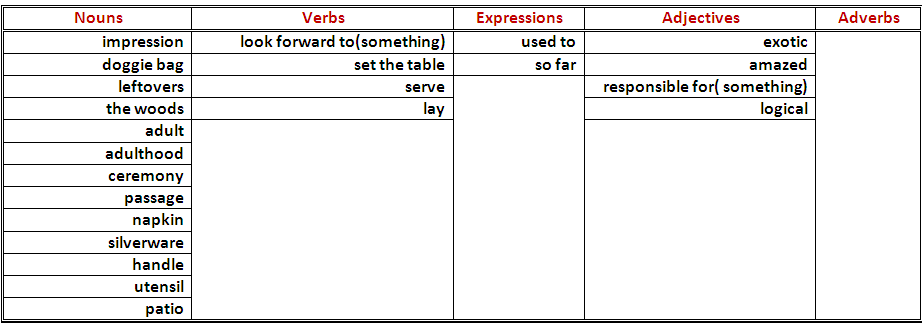 Nouns Verbs Expressions Adjectives Adverbs
impression look forward to(something) used to exotic
doggie bag set the table so far amazed
leftovers serve responsible for( something)
the woods lay logical
adult
adulthood
ceremony
passage
napkin
silverware
handle
utensil
patio